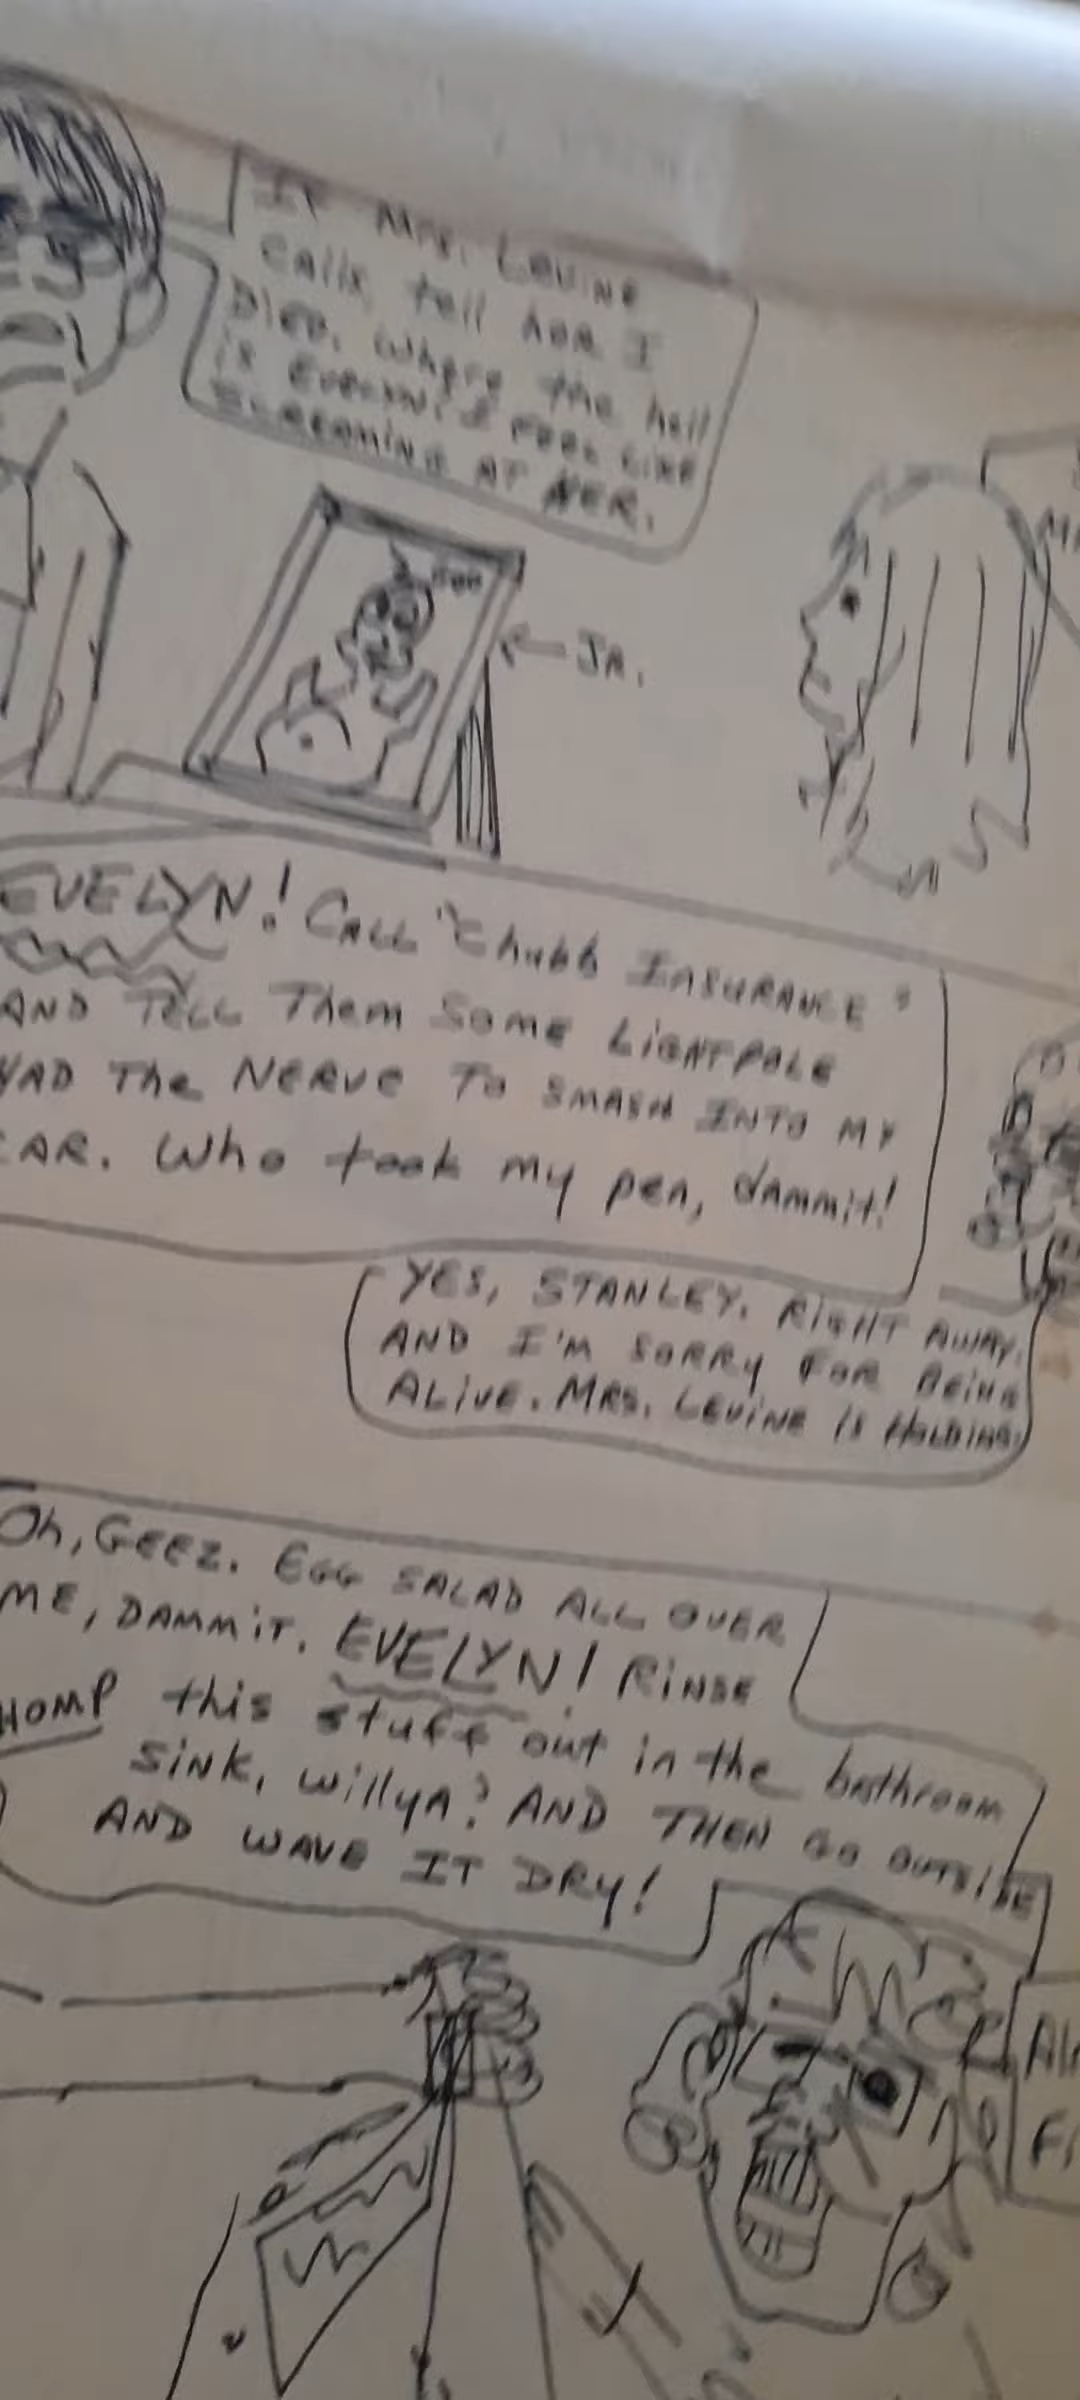 IF MRS. LEVINE
CALLS, tell heR I
DIED. Where the hell
is EVELYN? I FEEL LIKE
SCREAMING AT HER.
← JR.
EVELYN! CALL "Chubb INSURANCE"
AND TELL Them SOME LIGHTPOLE
HAD The NERVE TO SMASH INTO MY
CAR. Who took my pen, dammit!
YES, STANLEY. RIGHT AWAY.
AND I'M SORRY FOR BEING
ALIVE. MRS. LEVINE IS HOLDING.
Oh, GEEZ. EGG SALAD ALL OVER
ME, DAMMIT. EVELYN! RINSE
this stuff out in the bathroom
SINK, willya? AND THEN GO OUTSIDE
AND WAVE IT DRY!